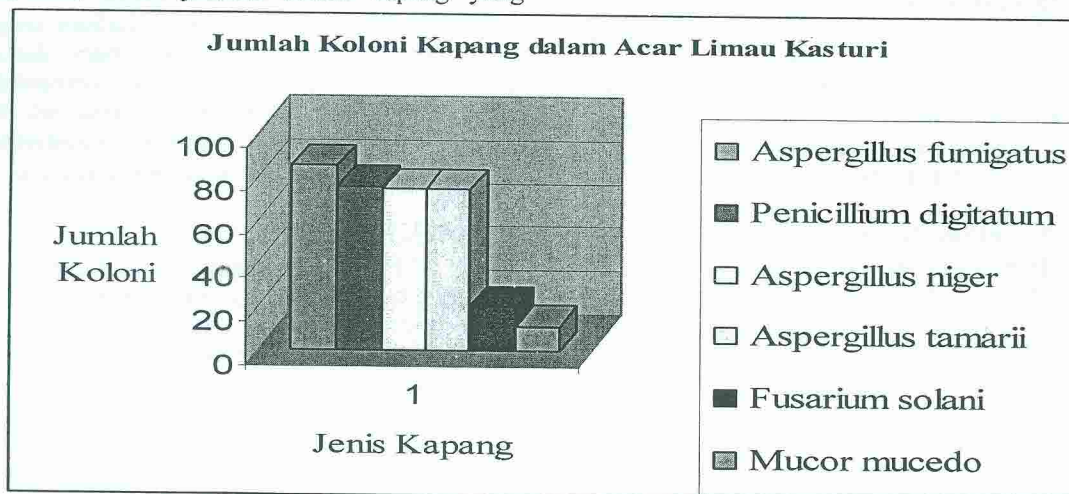 Jumlah Koloni Kapang dalam Acar Limau Kasturi
100
80
60
40
20
0
Jumlah
Koloni
1
Jenis Kapang
Aspergillus fumigatus
Penicillium digitatum
Aspergillus niger
Aspergillus tamarii
Fusarium solani
Mucor mucedo